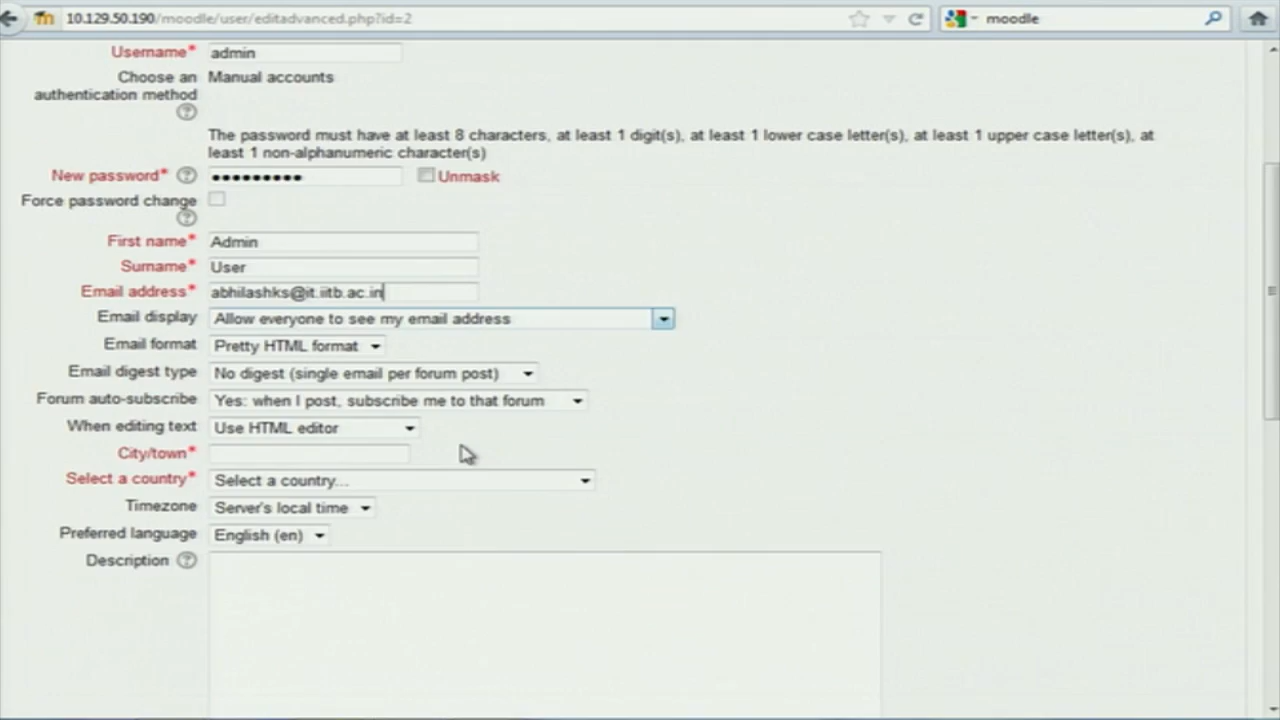 10.129.50.190/moodle/user/editadvanced.php?id=2
moodle
Username* admin
Choose an authentication method Manual accounts
The password must have at least 8 characters, at least 1 digit(s), at least 1 lower case letter(s), at least 1 upper case letter(s), at
least 1 non-alphanumeric character(s)
New password* ••••••••• Unmask
Force password change
First name* Admin
Surname* User
Email address* abhilashks@it.iitb.ac.in
Email display Allow everyone to see my email address
Email format Pretty HTML format
Email digest type No digest (single email per forum post)
Forum auto-subscribe Yes: when I post, subscribe me to that forum
When editing text Use HTML editor
City/town*
Select a country* Select a country...
Timezone Server's local time
Preferred language English (en)
Description